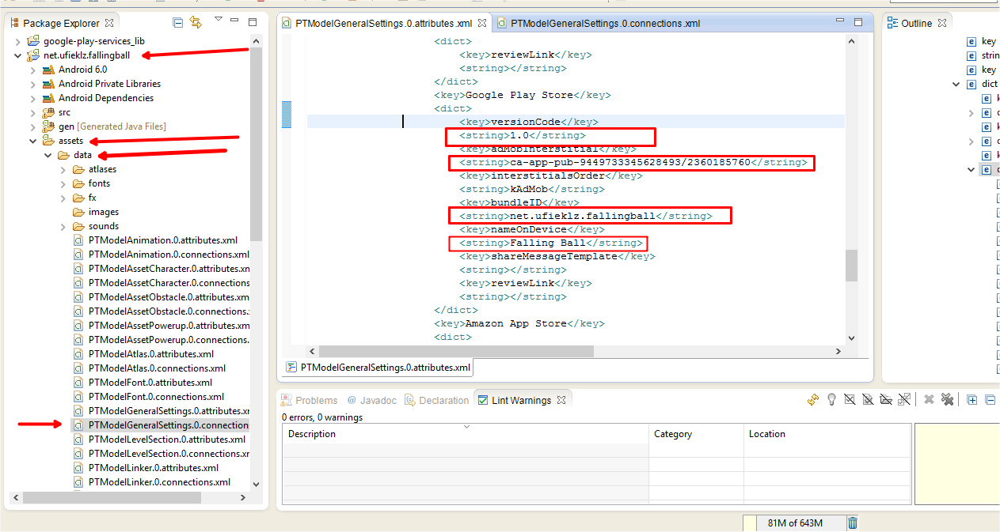 Package Explorer
google-play-services_lib
net.ufieklz.fallingball
Android 6.0
Android Private Libraries
Android Dependencies
src
gen [Generated Java Files]
assets
data
atlases
fonts
fx
images
sounds
PTModelAnimation.0.attributes.xml
PTModelAnimation.0.connections.xml
PTModelAssetCharacter.0.attributes.xm
PTModelAssetCharacter.0.connections
PTModelAssetObstacle.0.attributes.xm
PTModelAssetObstacle.0.connections.
PTModelAssetPowerup.0.attributes.xm
PTModelAssetPowerup.0.connections.
PTModelAtlas.0.attributes.xml
PTModelAtlas.0.connections.xml
PTModelFont.0.attributes.xml
PTModelFont.0.connections.xml
PTModelGeneralSettings.0.attributes.xm
PTModelGeneralSettings.0.connection
PTModelLevelSection.0.attributes.xml
PTModelLevelSection.0.connections.xr
PTModelLinker.0.attributes.xml
PTModelLinker.0.connections.xml
PTModelGeneralSettings.0.attributes.xml
PTModelGeneralSettings.0.connections.xml
<dict>
<key>reviewLink</key>
<string></string>
</dict>
<key>Google Play Store</key>
<dict>
<key>versionCode</key>
<string>1.0</string>
<key>adMobInterstitial</key>
<string>ca-app-pub-9449733345628493/2360185760</string>
<key>interstitialsOrder</key>
<string>kAdMob</string>
<key>bundleID</key>
<string>net.ufieklz.fallingball</string>
<key>nameOnDevice</key>
<string>Falling Ball</string>
<key>shareMessageTemplate</key>
<string></string>
<key>reviewLink</key>
<string></string>
</dict>
<key>Amazon App Store</key>
<dict>
PTModelGeneralSettings.0.attributes.xml
Outline
key
strin
key
dict
Problems
@ Javadoc
Declaration
Lint Warnings
0 errors, 0 warnings
Description
Category
Location
81M of 643M